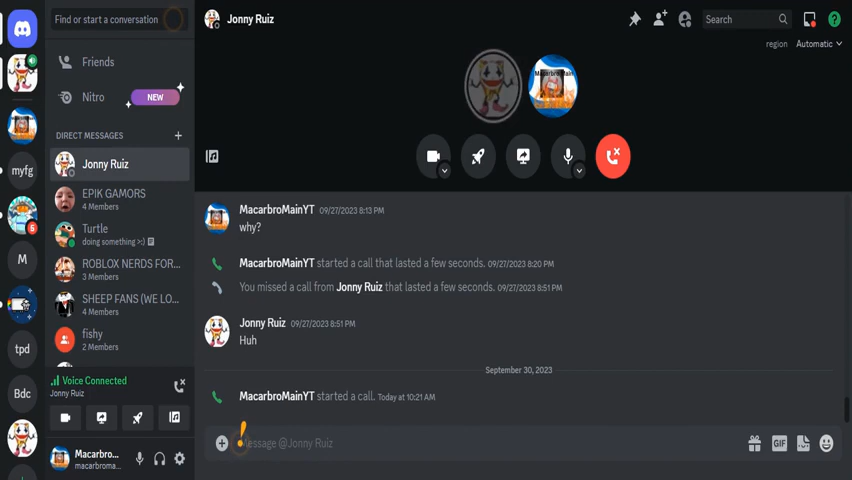 Find or start a conversation
Jonny Ruiz
Search
region Automatic
Friends
Nitro
NEW
DIRECT MESSAGES
Jonny Ruiz
EPIK GAMORS
4 Members
Turtle
doing something >:)
ROBLOX NERDS FOR...
3 Members
SHEEP FANS (WE LO...
4 Members
fishy
2 Members
myfg
M
tpd
Bdc
6
Voice Connected
Jonny Ruiz
Macarbro...
macarbroma...
Macarbro Main
MacarbroMainYT 09/27/2023 8:13 PM
why?
MacarbroMainYT started a call that lasted a few seconds. 09/27/2023 8:20 PM
You missed a call from Jonny Ruiz that lasted a few seconds. 09/27/2023 8:51 PM
Jonny Ruiz 09/27/2023 8:51 PM
Huh
September 30, 2023
MacarbroMainYT started a call. Today at 10:21 AM
Message @Jonny Ruiz
GIF